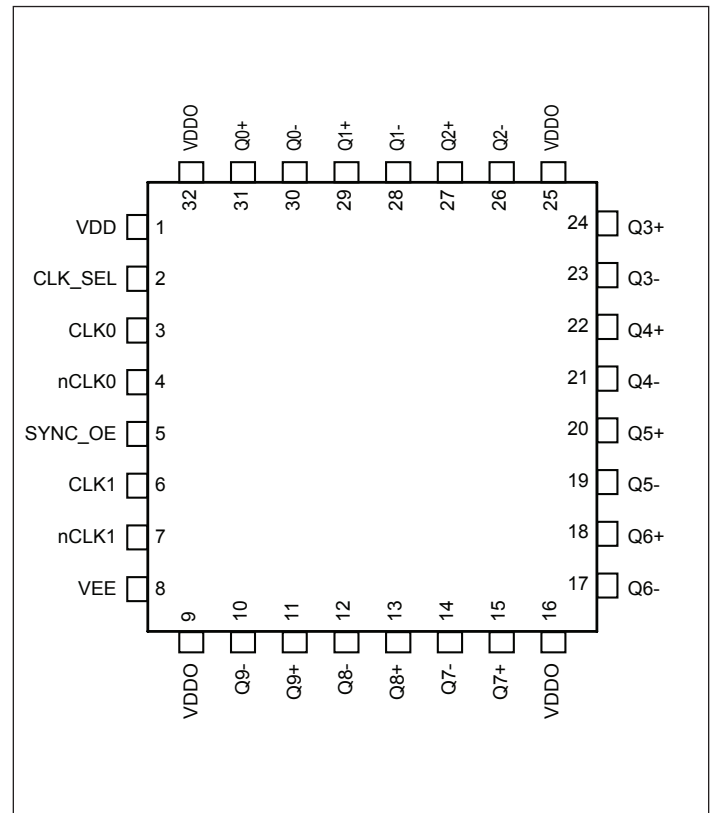 VDDO Q0+ Q0- Q1+ Q1- Q2+ Q2- VDDO
32 31 30 29 28 27 26 25
VDD 1 24 Q3+
CLK_SEL 2 23 Q3-
CLK0 3 22 Q4+
nCLK0 4 21 Q4-
SYNC_OE 5 20 Q5+
CLK1 6 19 Q5-
nCLK1 7 18 Q6+
VEE 8 17 Q6-
9 10 11 12 13 14 15 16
VDDO Q9- Q9+ Q8- Q8+ Q7- Q7+ VDDO